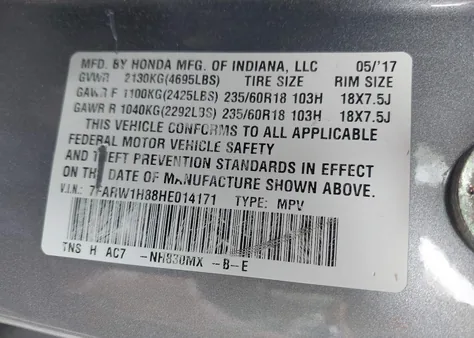 MFD. BY HONDA MFG. OF INDIANA, LLC 05/'17
GVWR 2130KG(4695LBS) TIRE SIZE RIM SIZE
GAWR F 1100KG(2425LBS) 235/60R18 103H 18X7.5J
GAWR R 1040KG(2292LBS) 235/60R18 103H 18X7.5J
THIS VEHICLE CONFORMS TO ALL APPLICABLE
FEDERAL MOTOR VEHICLE SAFETY
AND THEFT PREVENTION STANDARDS IN EFFECT
ON DATE OF MANUFACTURE SHOWN ABOVE.
V.I.N.: 7FARW1H88HE014171 TYPE: MPV
TNS H AC7 -NH830MX -B-E